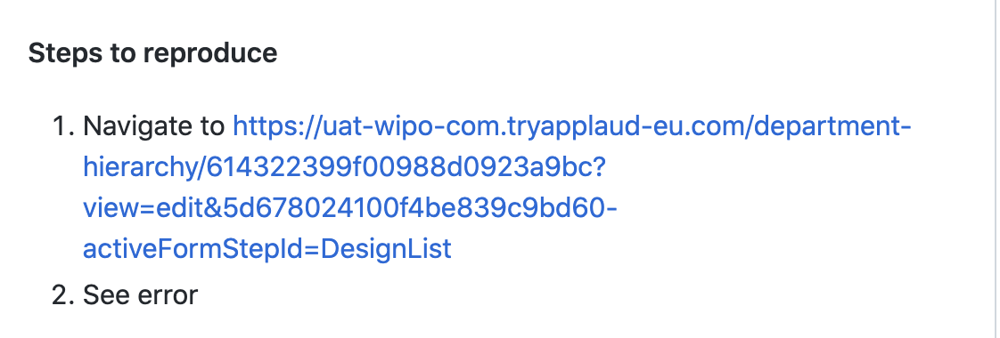 Steps to reproduce
1. Navigate to https://uat-wipo-com.tryapplaud-eu.com/department-
hierarchy/614322399f00988d0923a9bc?
view=edit&5d678024100f4be839c9bd60-
activeFormStepId=DesignList
2. See error